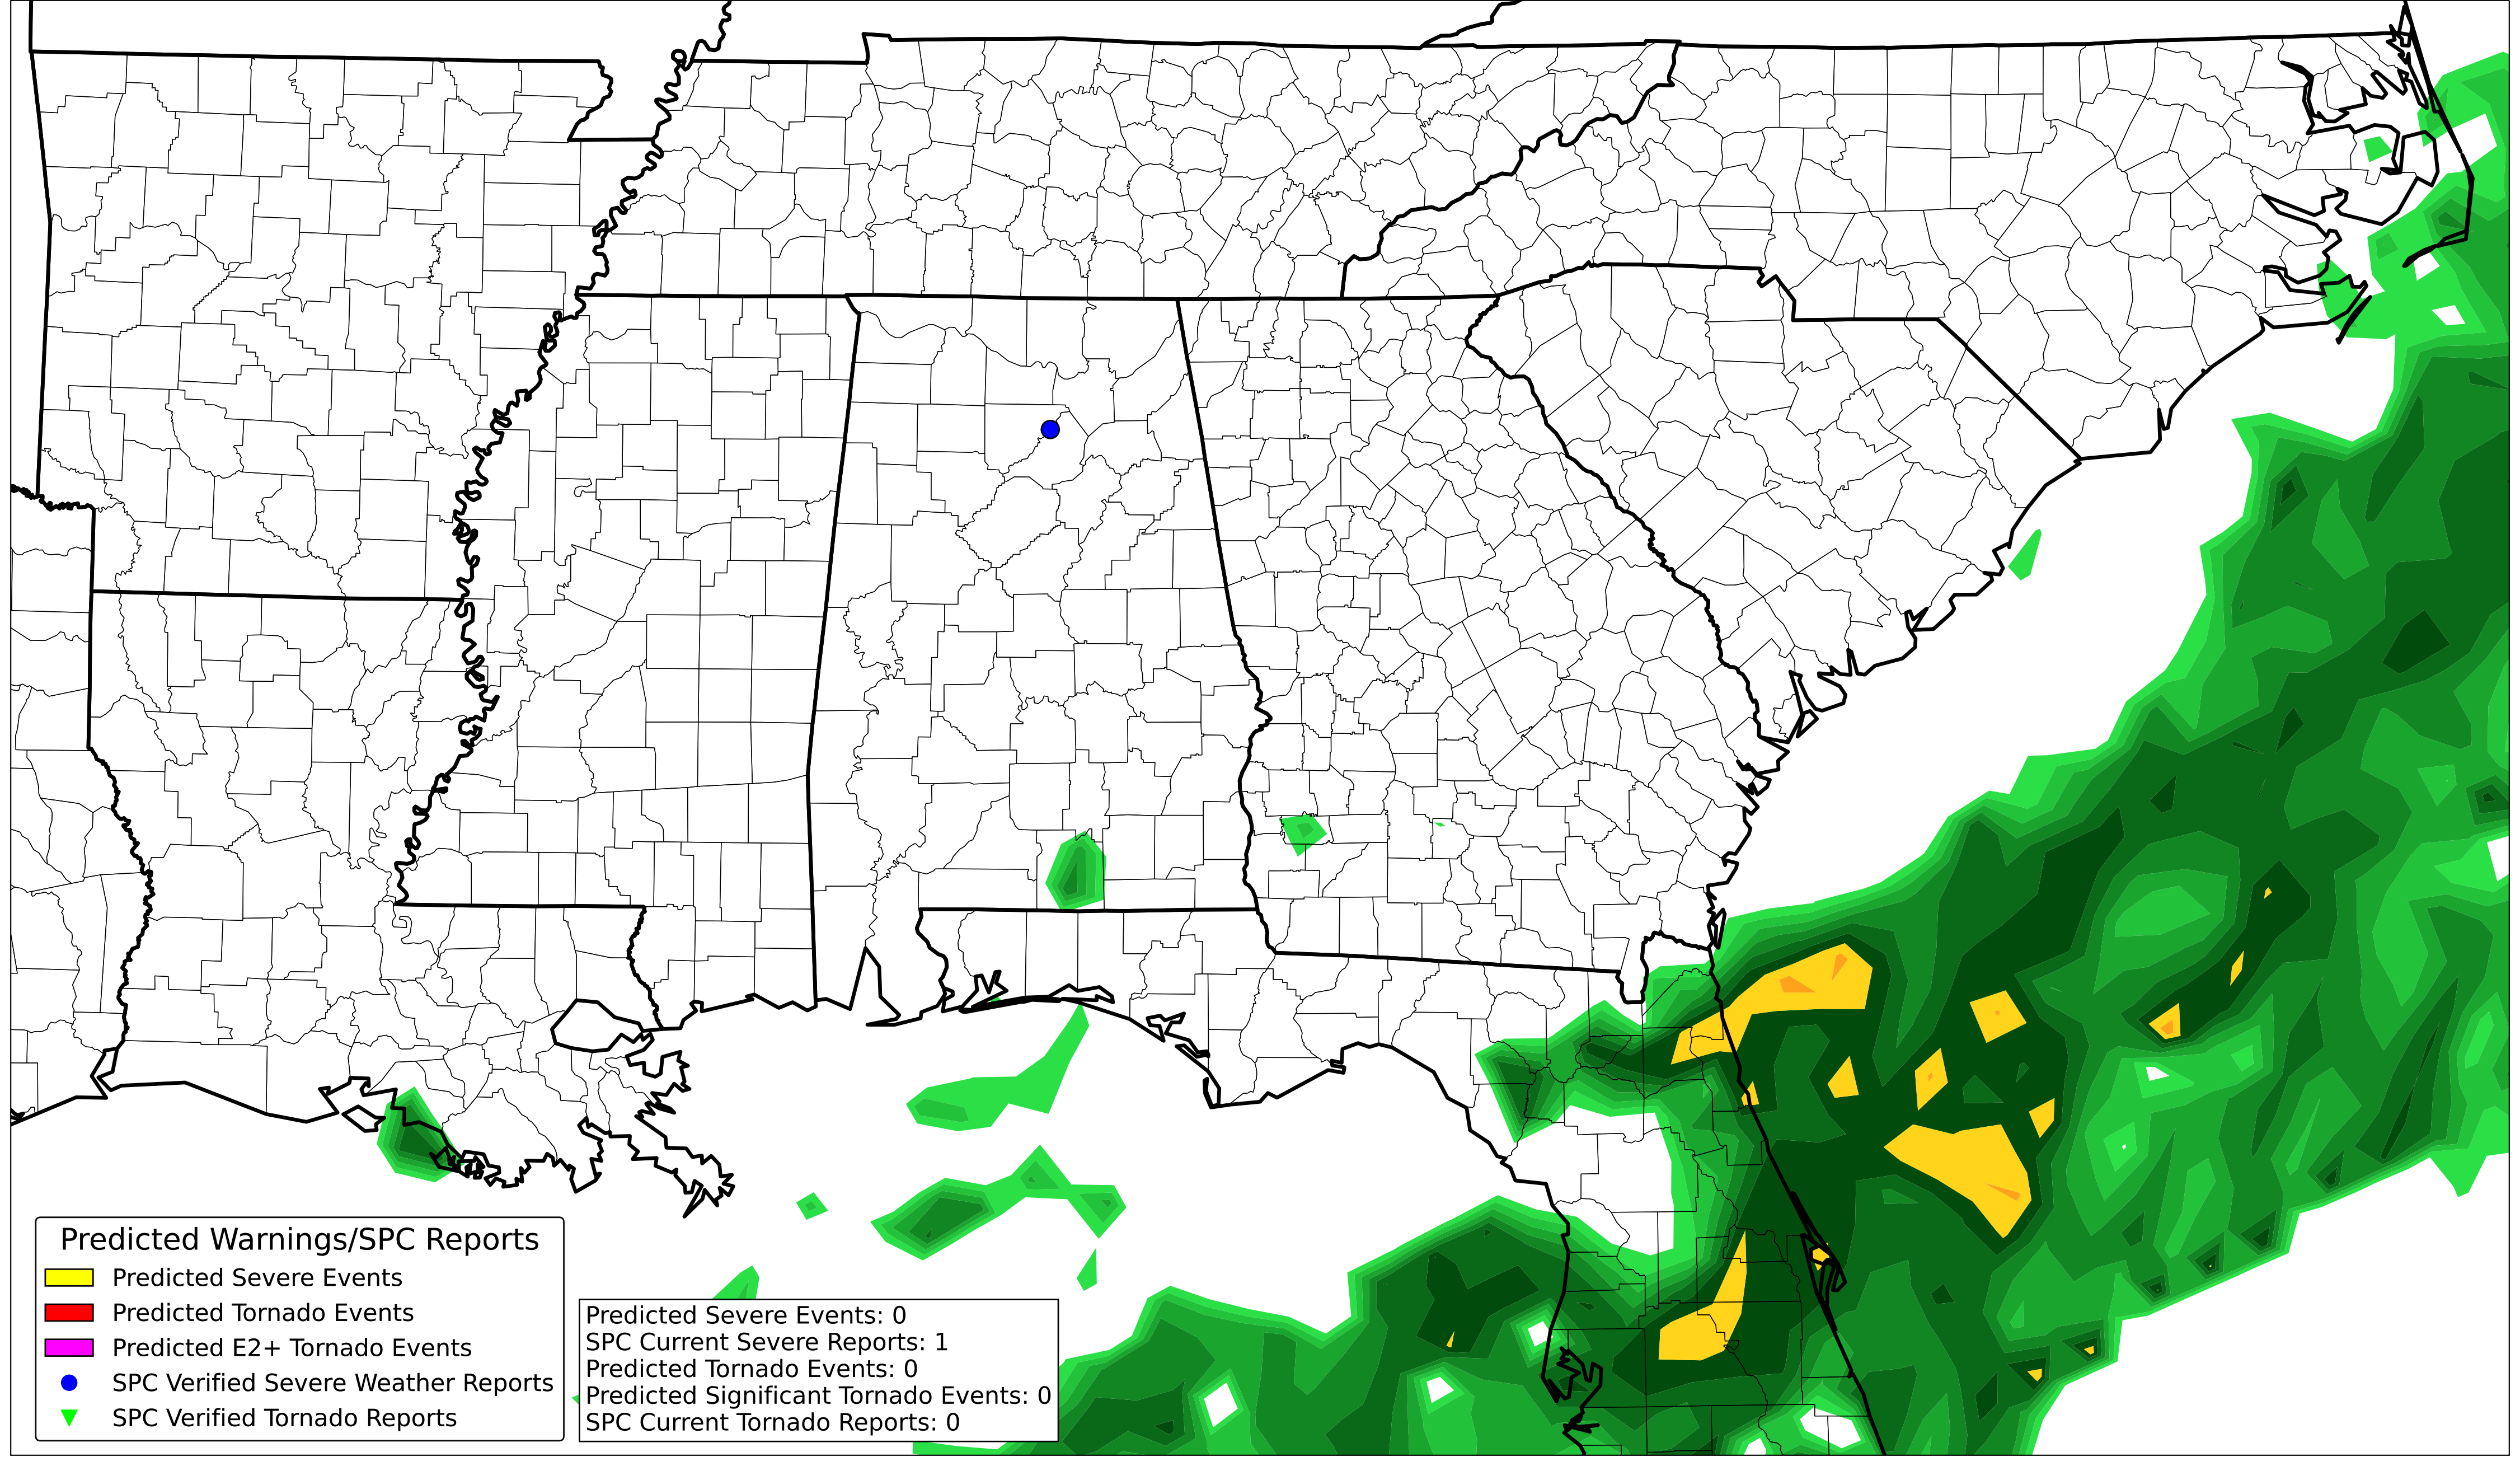 Predicted Warnings/SPC Reports
Predicted Severe Events
Predicted Tornado Events
Predicted E2+ Tornado Events
SPC Verified Severe Weather Reports
SPC Verified Tornado Reports
Predicted Severe Events: 0
SPC Current Severe Reports: 1
Predicted Tornado Events: 0
Predicted Significant Tornado Events: 0
SPC Current Tornado Reports: 0